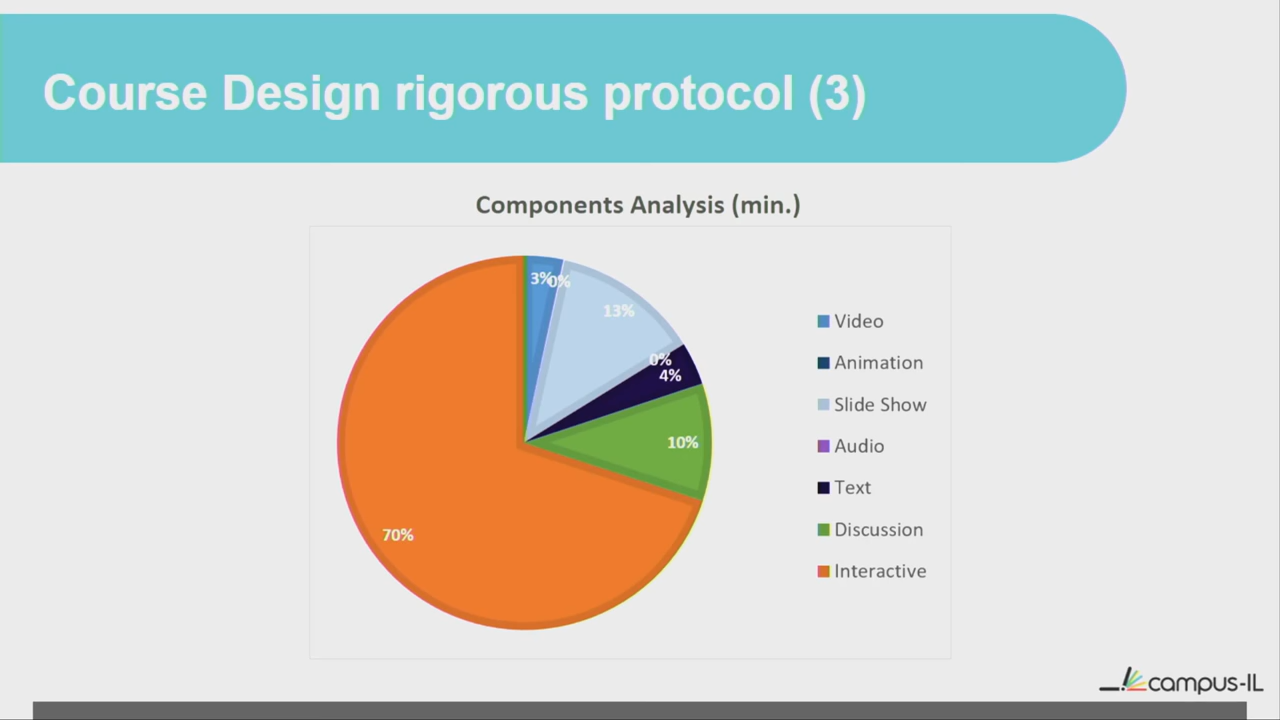 Course Design rigorous protocol (3)
Components Analysis (min.)
3%
0%
13%
0%
4%
10%
70%
Video
Animation
Slide Show
Audio
Text
Discussion
Interactive
campus-IL